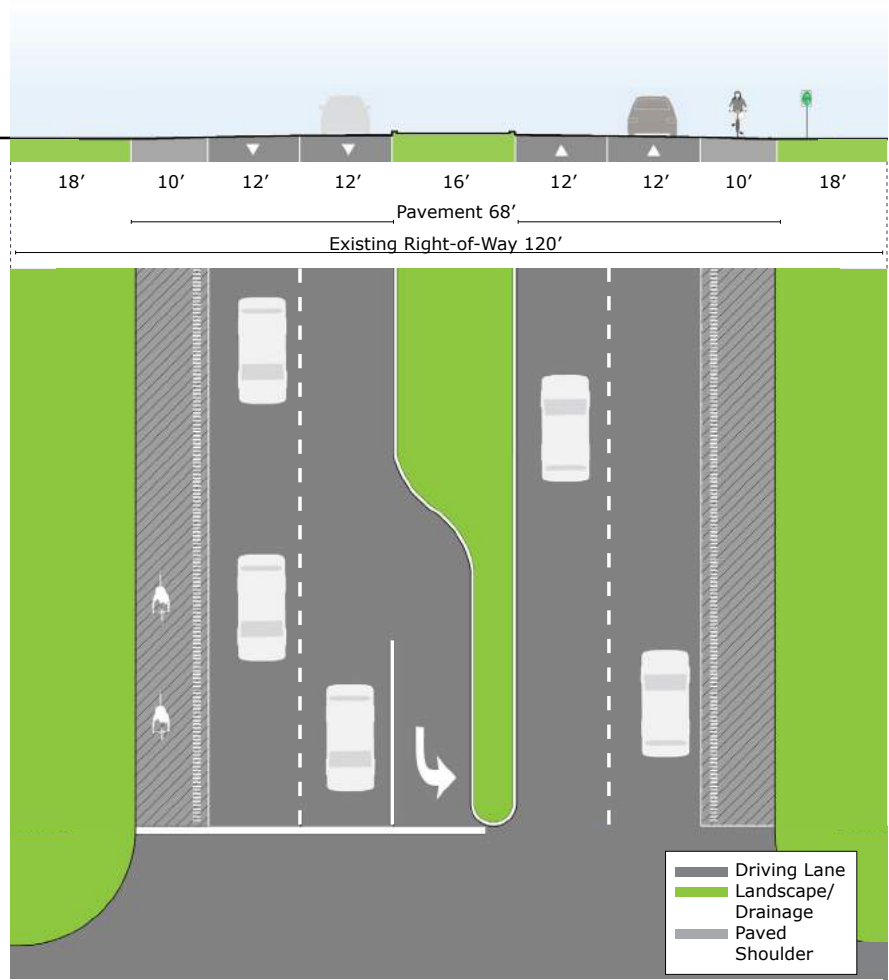 18′ 10′ 12′ 12′ 16′ 12′ 12′ 10′ 18′
Pavement 68′
Existing Right-of-Way 120′
Driving Lane
Landscape/
Drainage
Paved
Shoulder